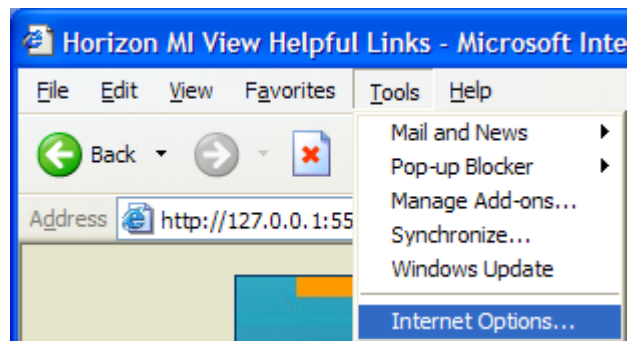 Horizon MI View Helpful Links - Microsoft Inte
File Edit View Favorites Tools Help
Back
Mail and News
Pop-up Blocker
Manage Add-ons...
Address http://127.0.0.1:55
Synchronize...
Windows Update
Internet Options...